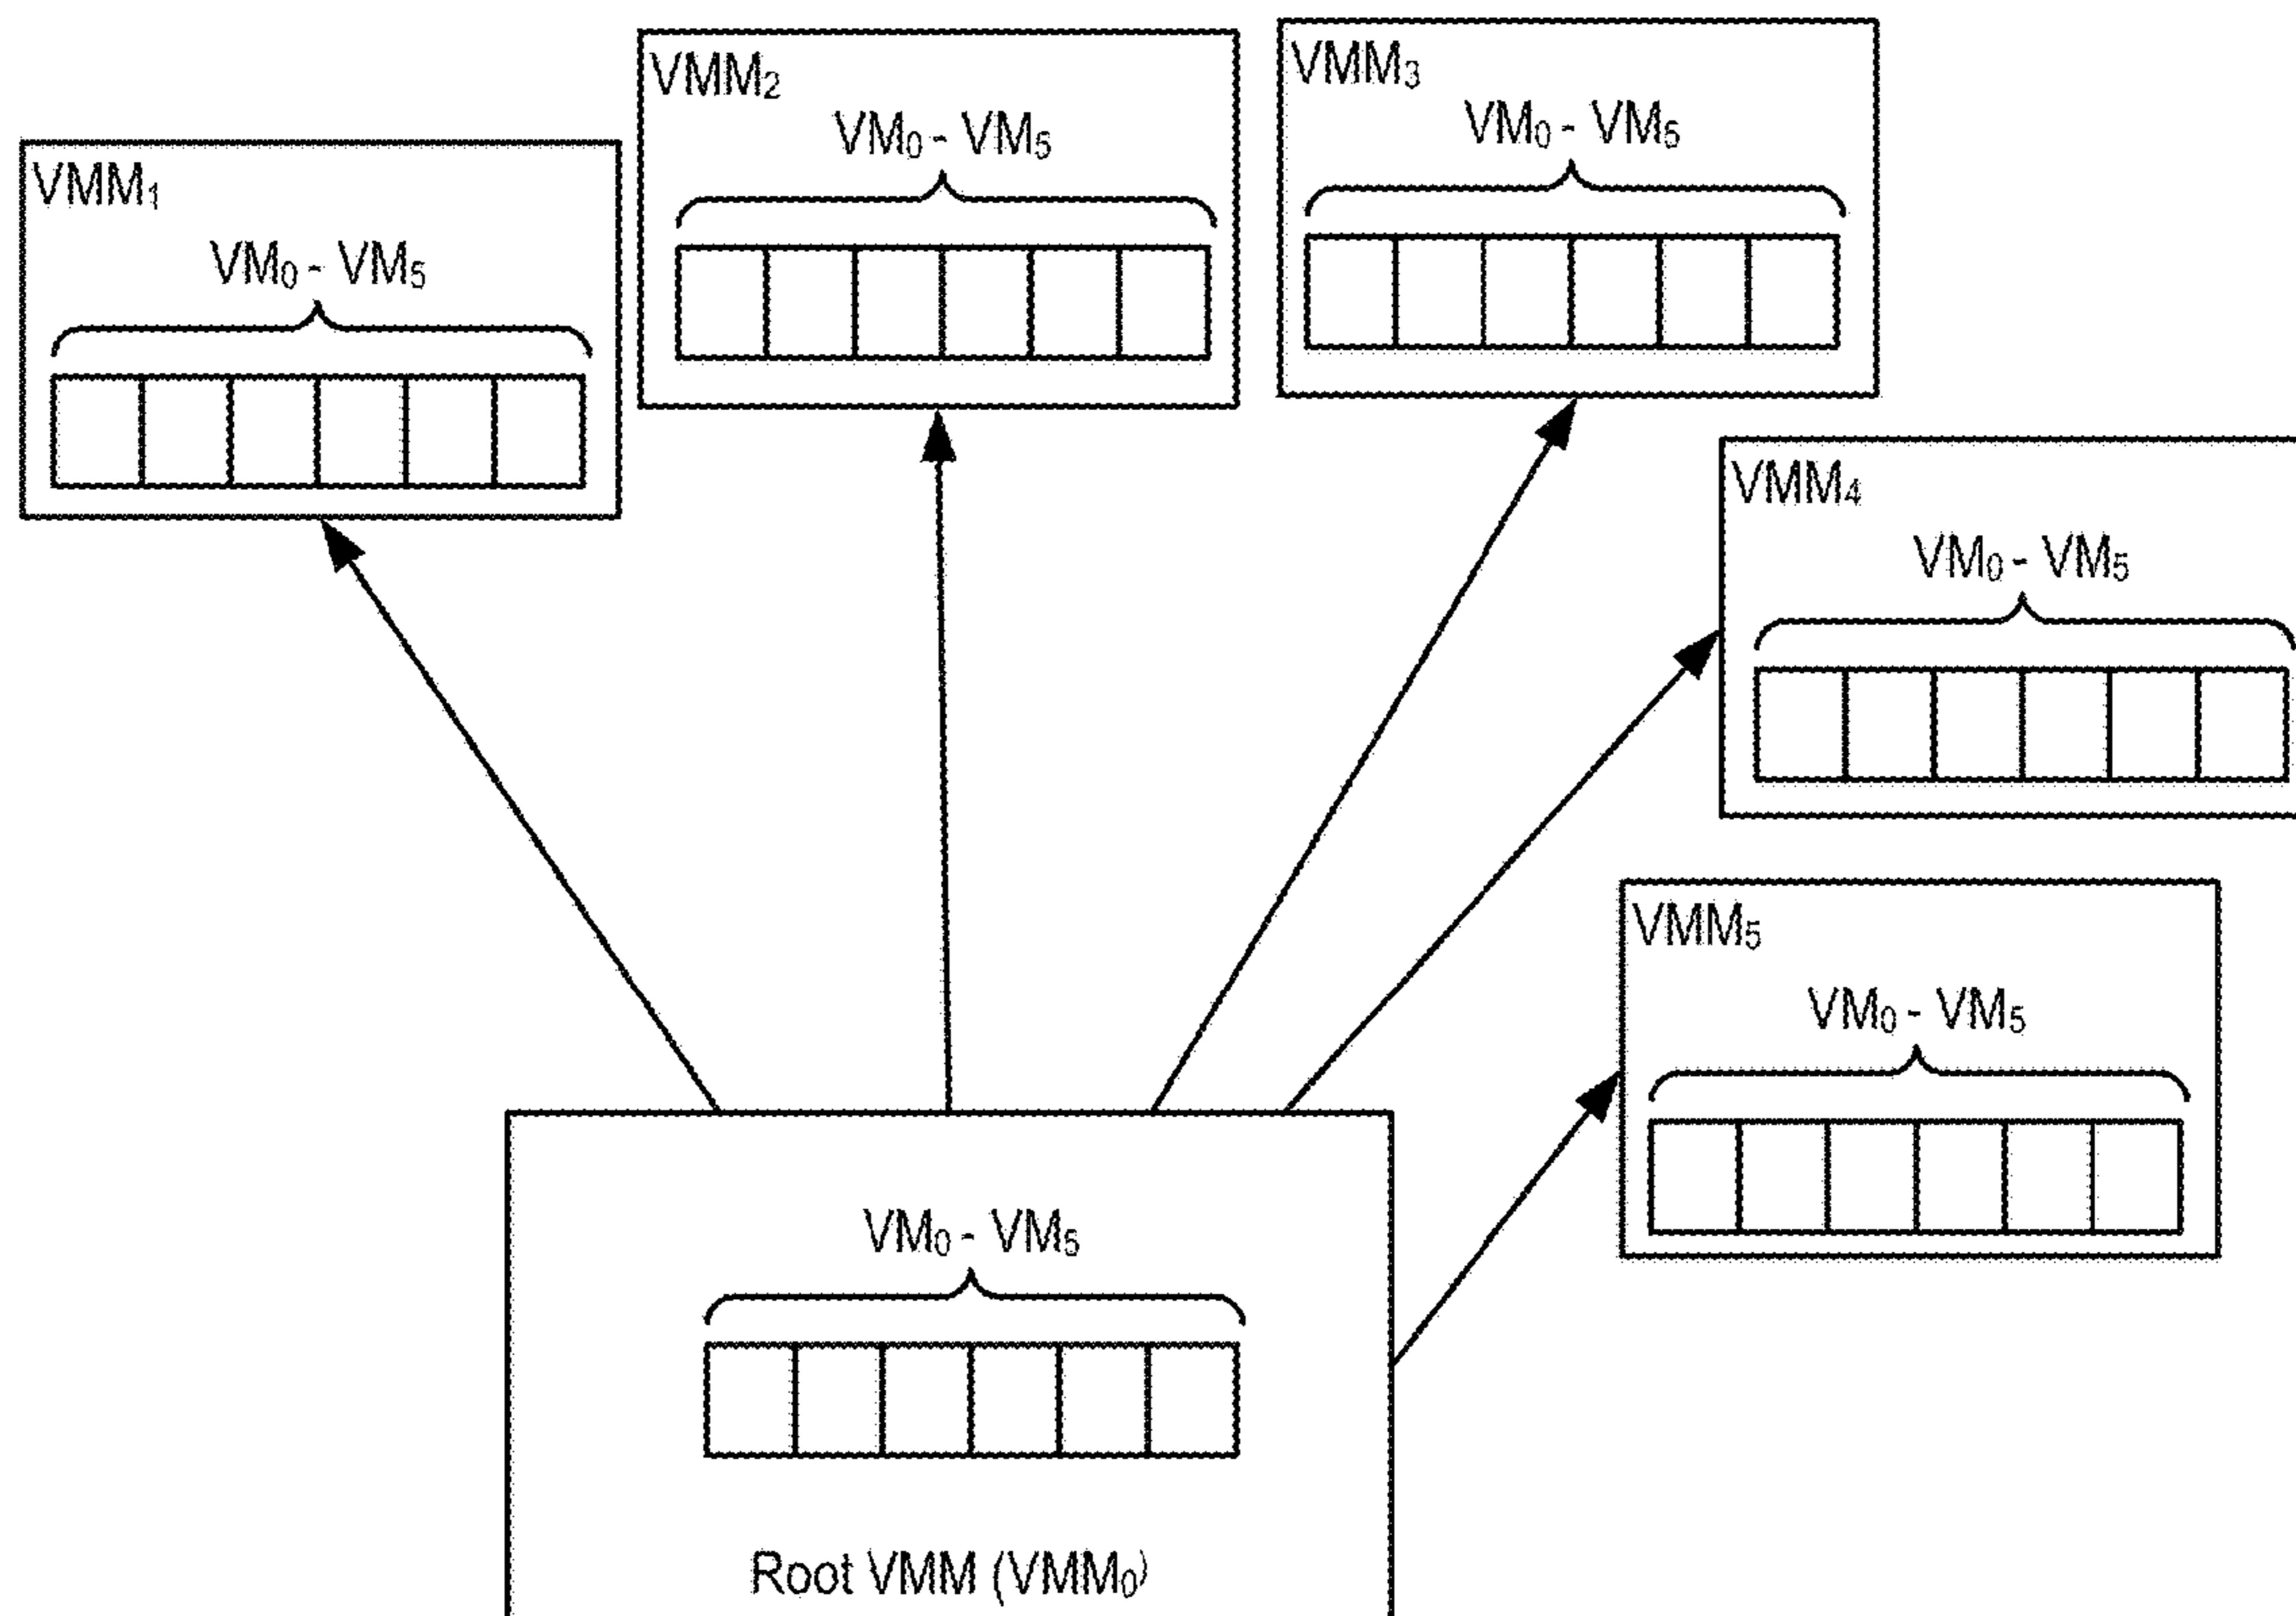 VMM₁
VM₀ - VM₅
VMM₂
VM₀ - VM₅
VMM₃
VM₀ - VM₅
VMM₄
VM₀ - VM₅
VMM₅
VM₀ - VM₅
VM₀ - VM₅
Root VMM (VMM₀)